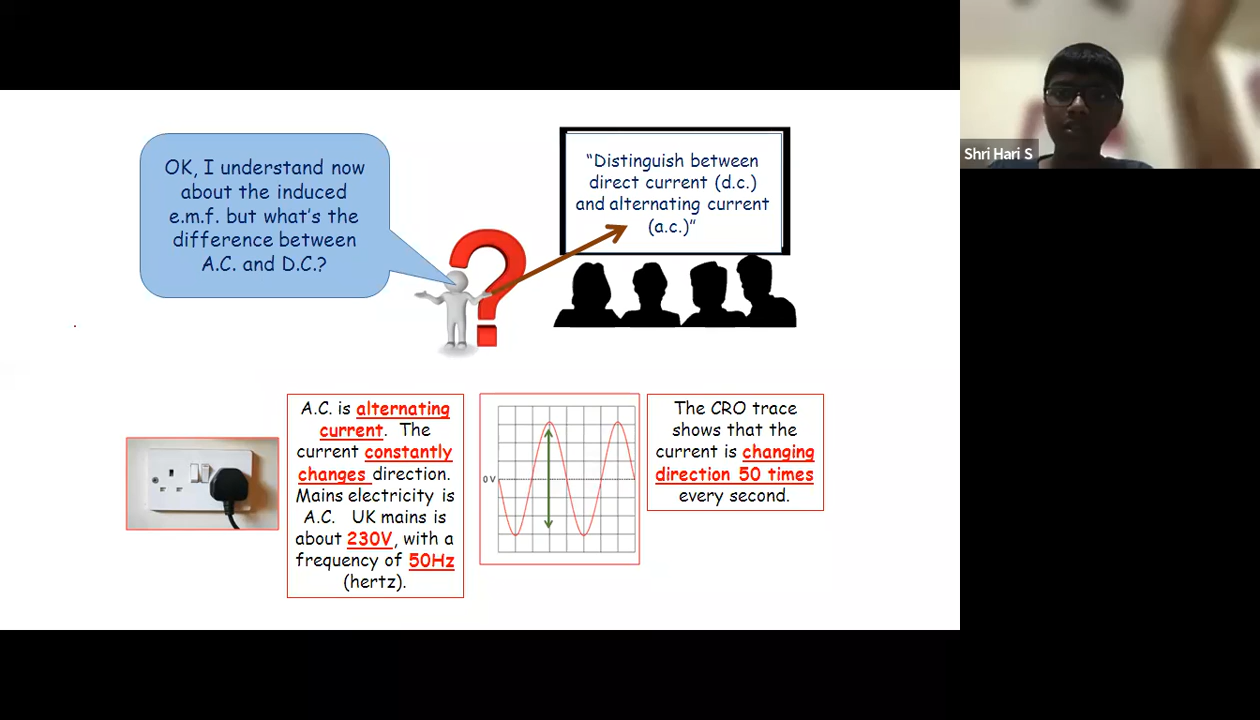 OK, I understand now
about the induced
e.m.f. but what's the
difference between
A.C. and D.C.?
“Distinguish between
direct current (d.c.)
and alternating current
(a.c.)”
Shri Hari S
A.C. is alternating
current. The
current constantly
changes direction.
Mains electricity is
A.C. UK mains is
about 230V, with a
frequency of 50Hz
(hertz).
0V
The CRO trace
shows that the
current is changing
direction 50 times
every second.